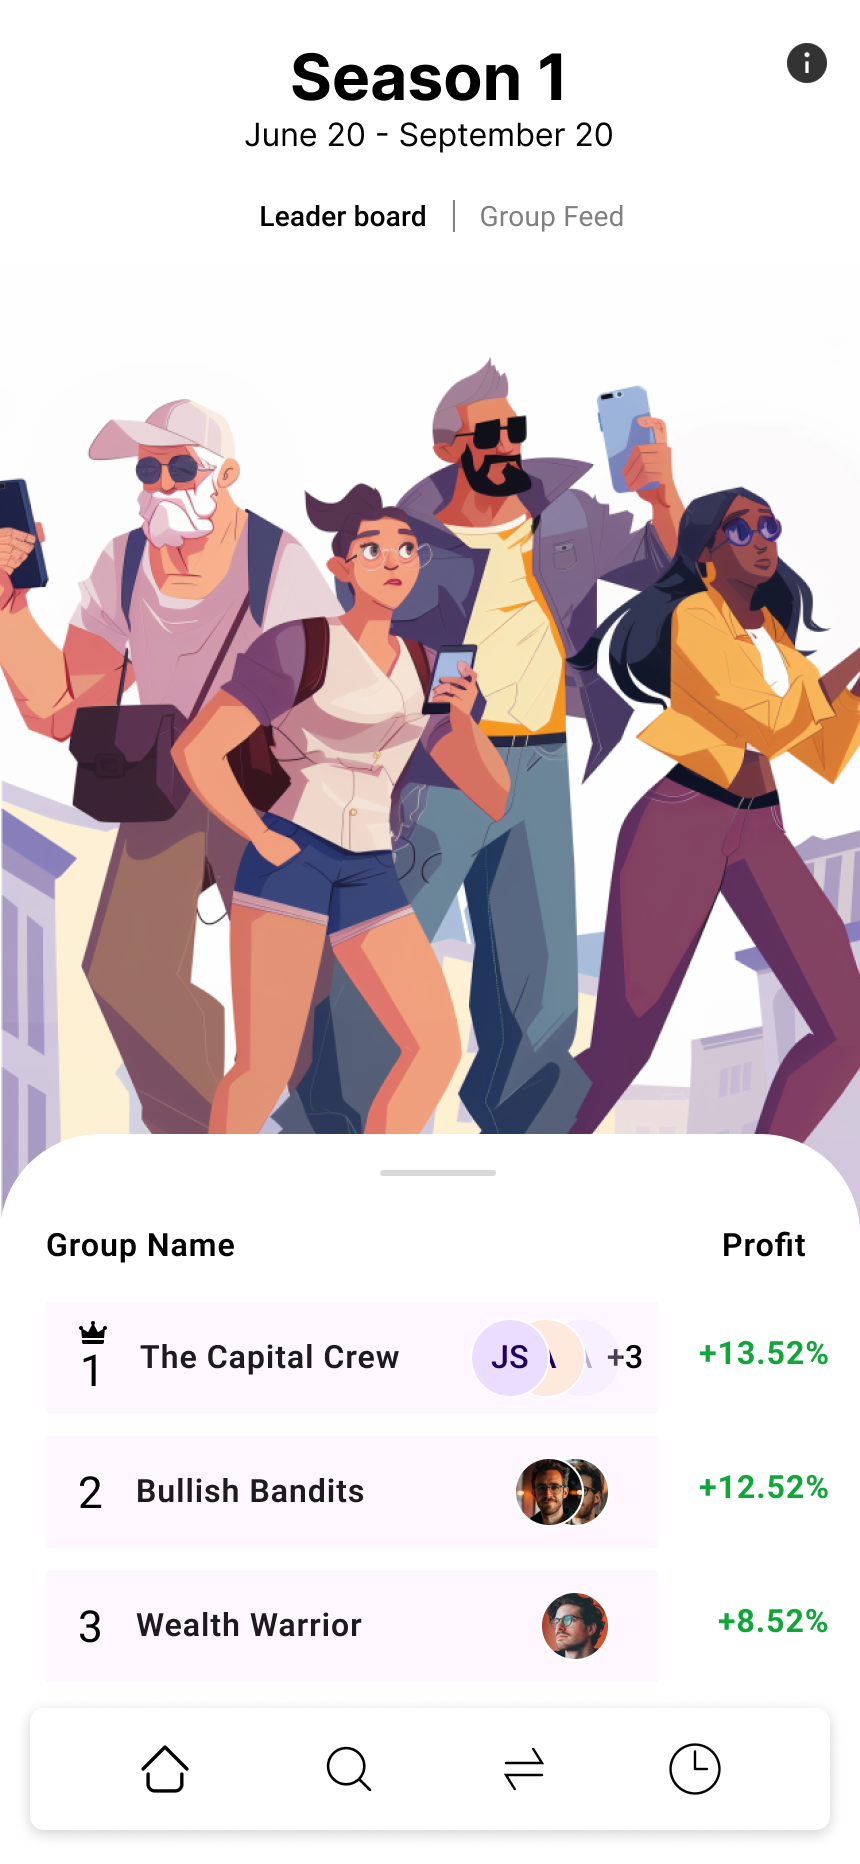 Season 1
June 20 - September 20
Leader board | Group Feed
Group Name Profit
1 The Capital Crew JS +3 +13.52%
2 Bullish Bandits +12.52%
3 Wealth Warrior +8.52%